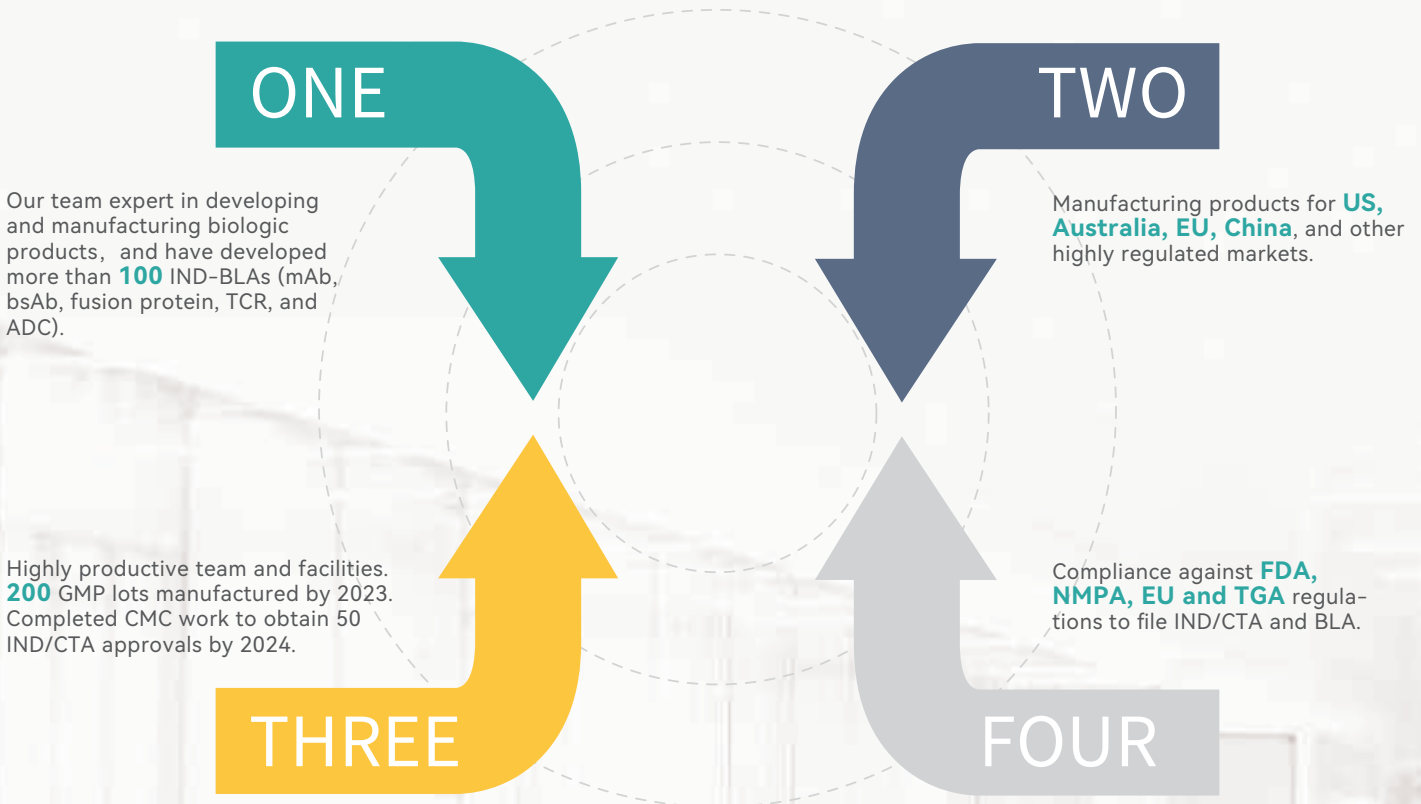 ONE
Our team expert in developing
and manufacturing biologic
products, and have developed
more than 100 IND-BLAs (mAb,
bsAb, fusion protein, TCR, and
ADC).
TWO
Manufacturing products for US,
Australia, EU, China, and other
highly regulated markets.
Highly productive team and facilities.
200 GMP lots manufactured by 2023.
Completed CMC work to obtain 50
IND/CTA approvals by 2024.
THREE
Compliance against FDA,
NMPA, EU and TGA regula-
tions to file IND/CTA and BLA.
FOUR